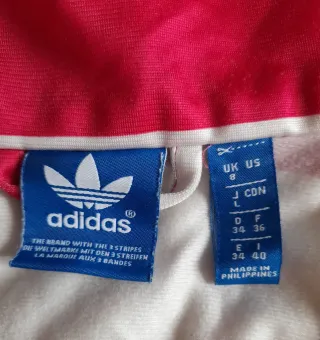 adidas®
THE BRAND WITH THE 3 STRIPES
DIE WELTMARKE MIT DEN 3 STREIFEN
LA MARQUE AUX 3 BANDES
UK US
8
J CDN
L
D F
34 36
E I
34 40
MADE IN
PHILIPPINES